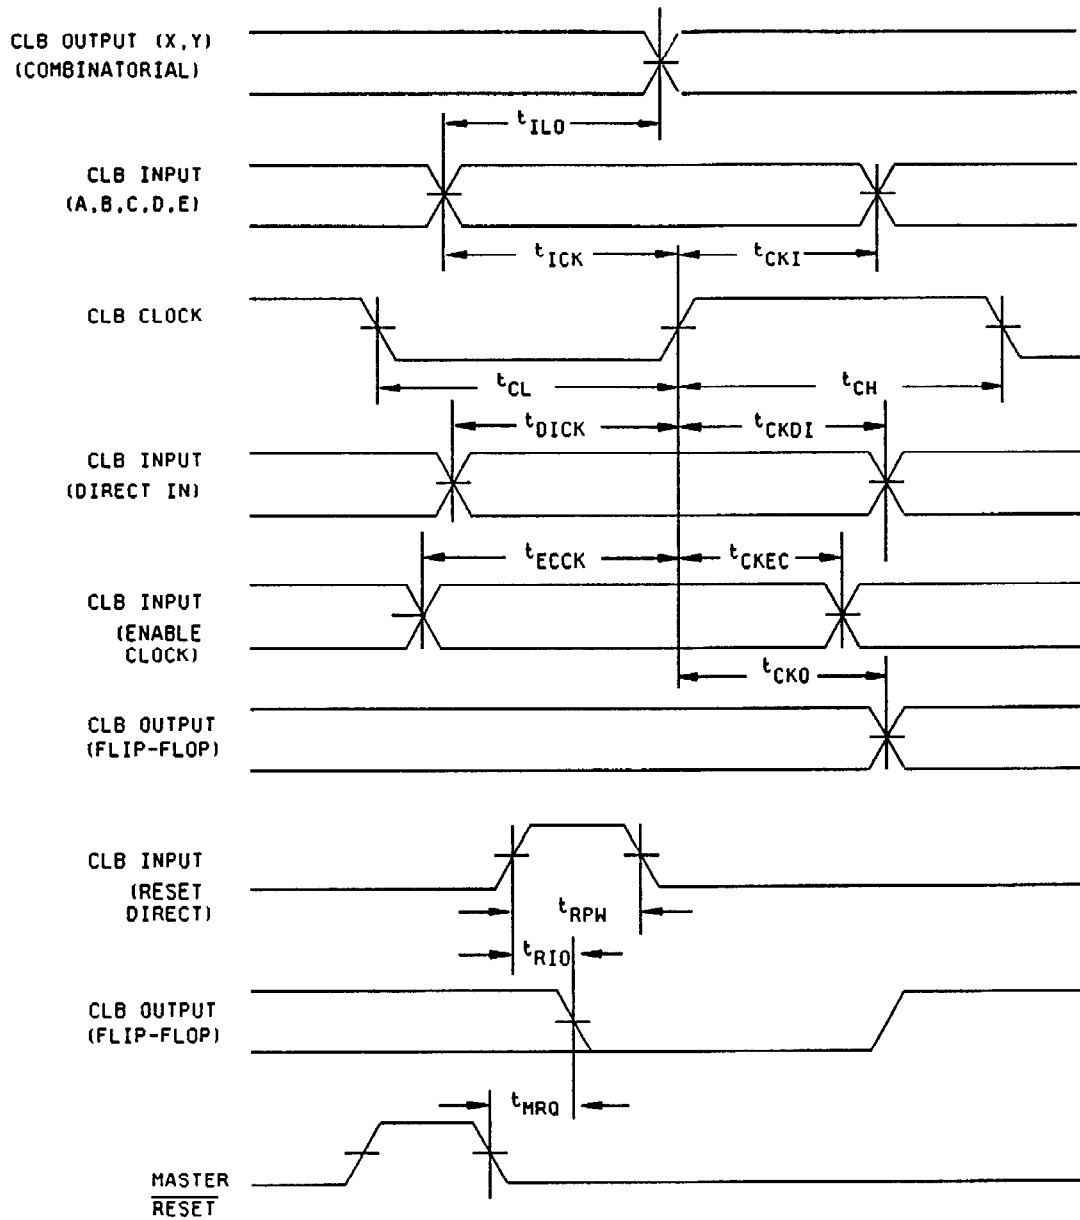 CLB OUTPUT (X,Y)
(COMBINATORIAL)
tILO
CLB INPUT
(A,B,C,D,E)
tICK
tCKI
CLB CLOCK
tCL
tCH
tDICK
tCKDI
CLB INPUT
(DIRECT IN)
tECCK
tCKEC
CLB INPUT
(ENABLE
CLOCK)
tCKO
CLB OUTPUT
(FLIP-FLOP)
CLB INPUT
(RESET
DIRECT)
tRPW
tRIO
CLB OUTPUT
(FLIP-FLOP)
tMRQ
MASTER
RESET